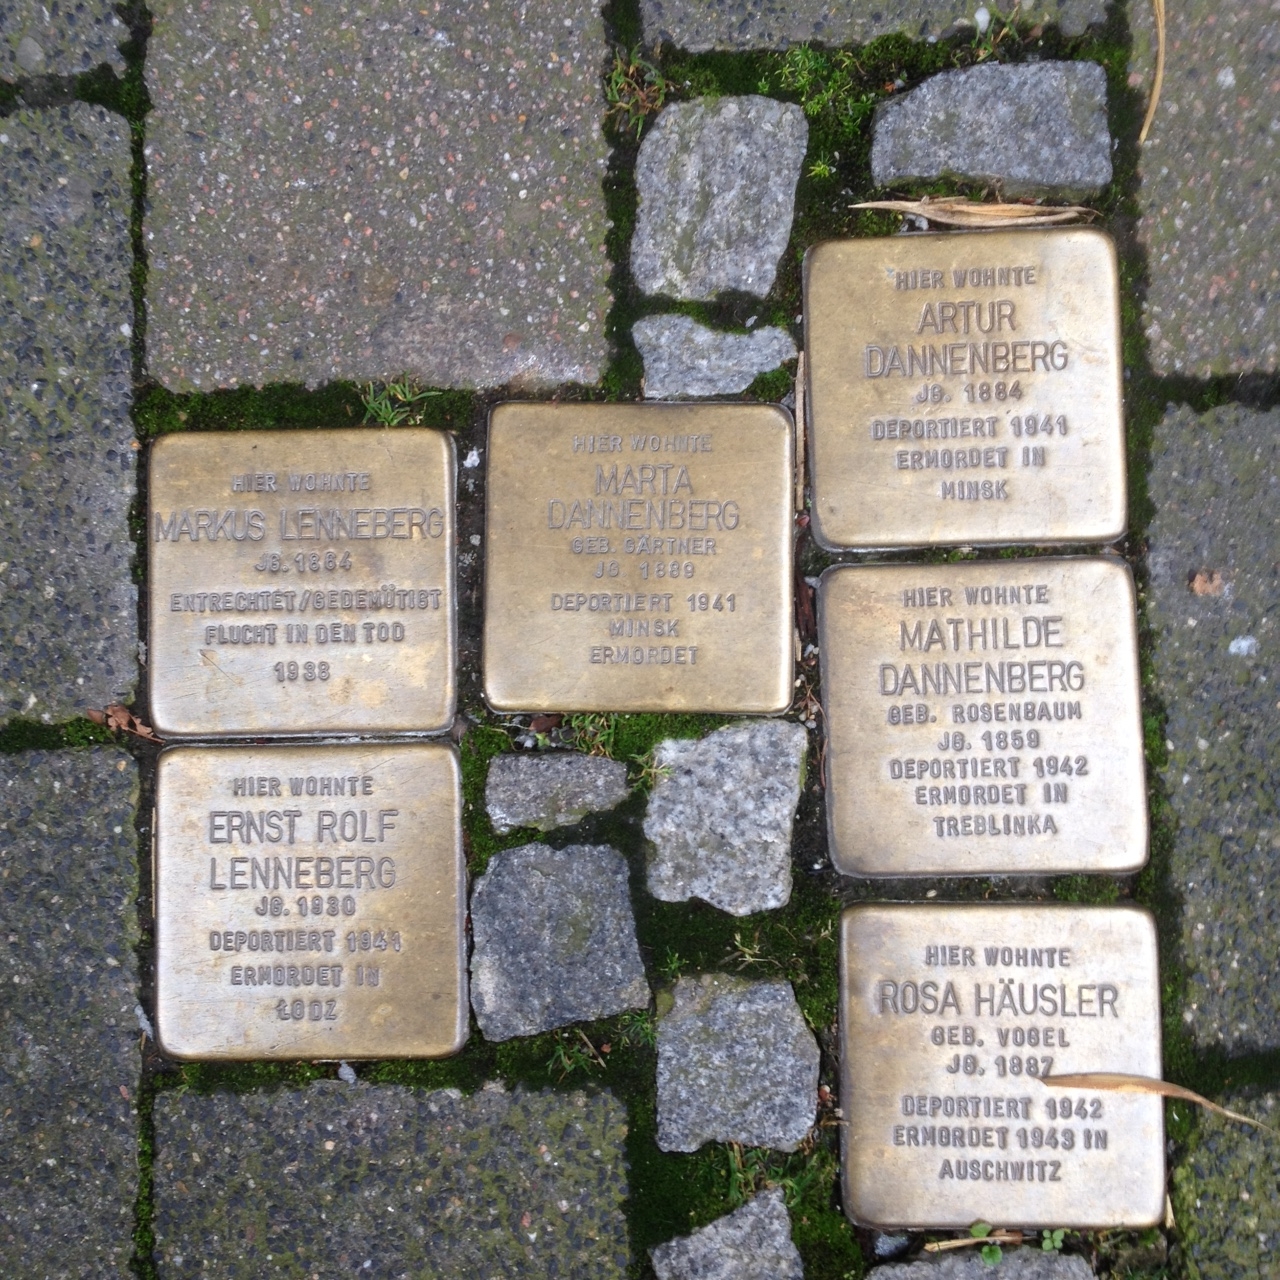 HIER WOHNTE
MARKUS LENNEBERG
JG. 1864
ENTRECHTET/GEDEMÜTIGT
FLUCHT IN DEN TOD
1938
HIER WOHNTE
ERNST ROLF
LENNEBERG
JG. 1930
DEPORTIERT 1941
ERMORDET IN
ŁODZ
HIER WOHNTE
MARTA
DANNENBERG
GEB. GÄRTNER
JG 1889
DEPORTIERT 1941
MINSK
ERMORDET
HIER WOHNTE
ARTUR
DANNENBERG
JG. 1884
DEPORTIERT 1941
ERMORDET IN
MINSK
HIER WOHNTE
MATHILDE
DANNENBERG
GEB. ROSENBAUM
JG. 1859
DEPORTIERT 1942
ERMORDET IN
TREBLINKA
HIER WOHNTE
ROSA HÄUSLER
GEB. VOGEL
JG. 1887
DEPORTIERT 1942
ERMORDET 1943 IN
AUSCHWITZ